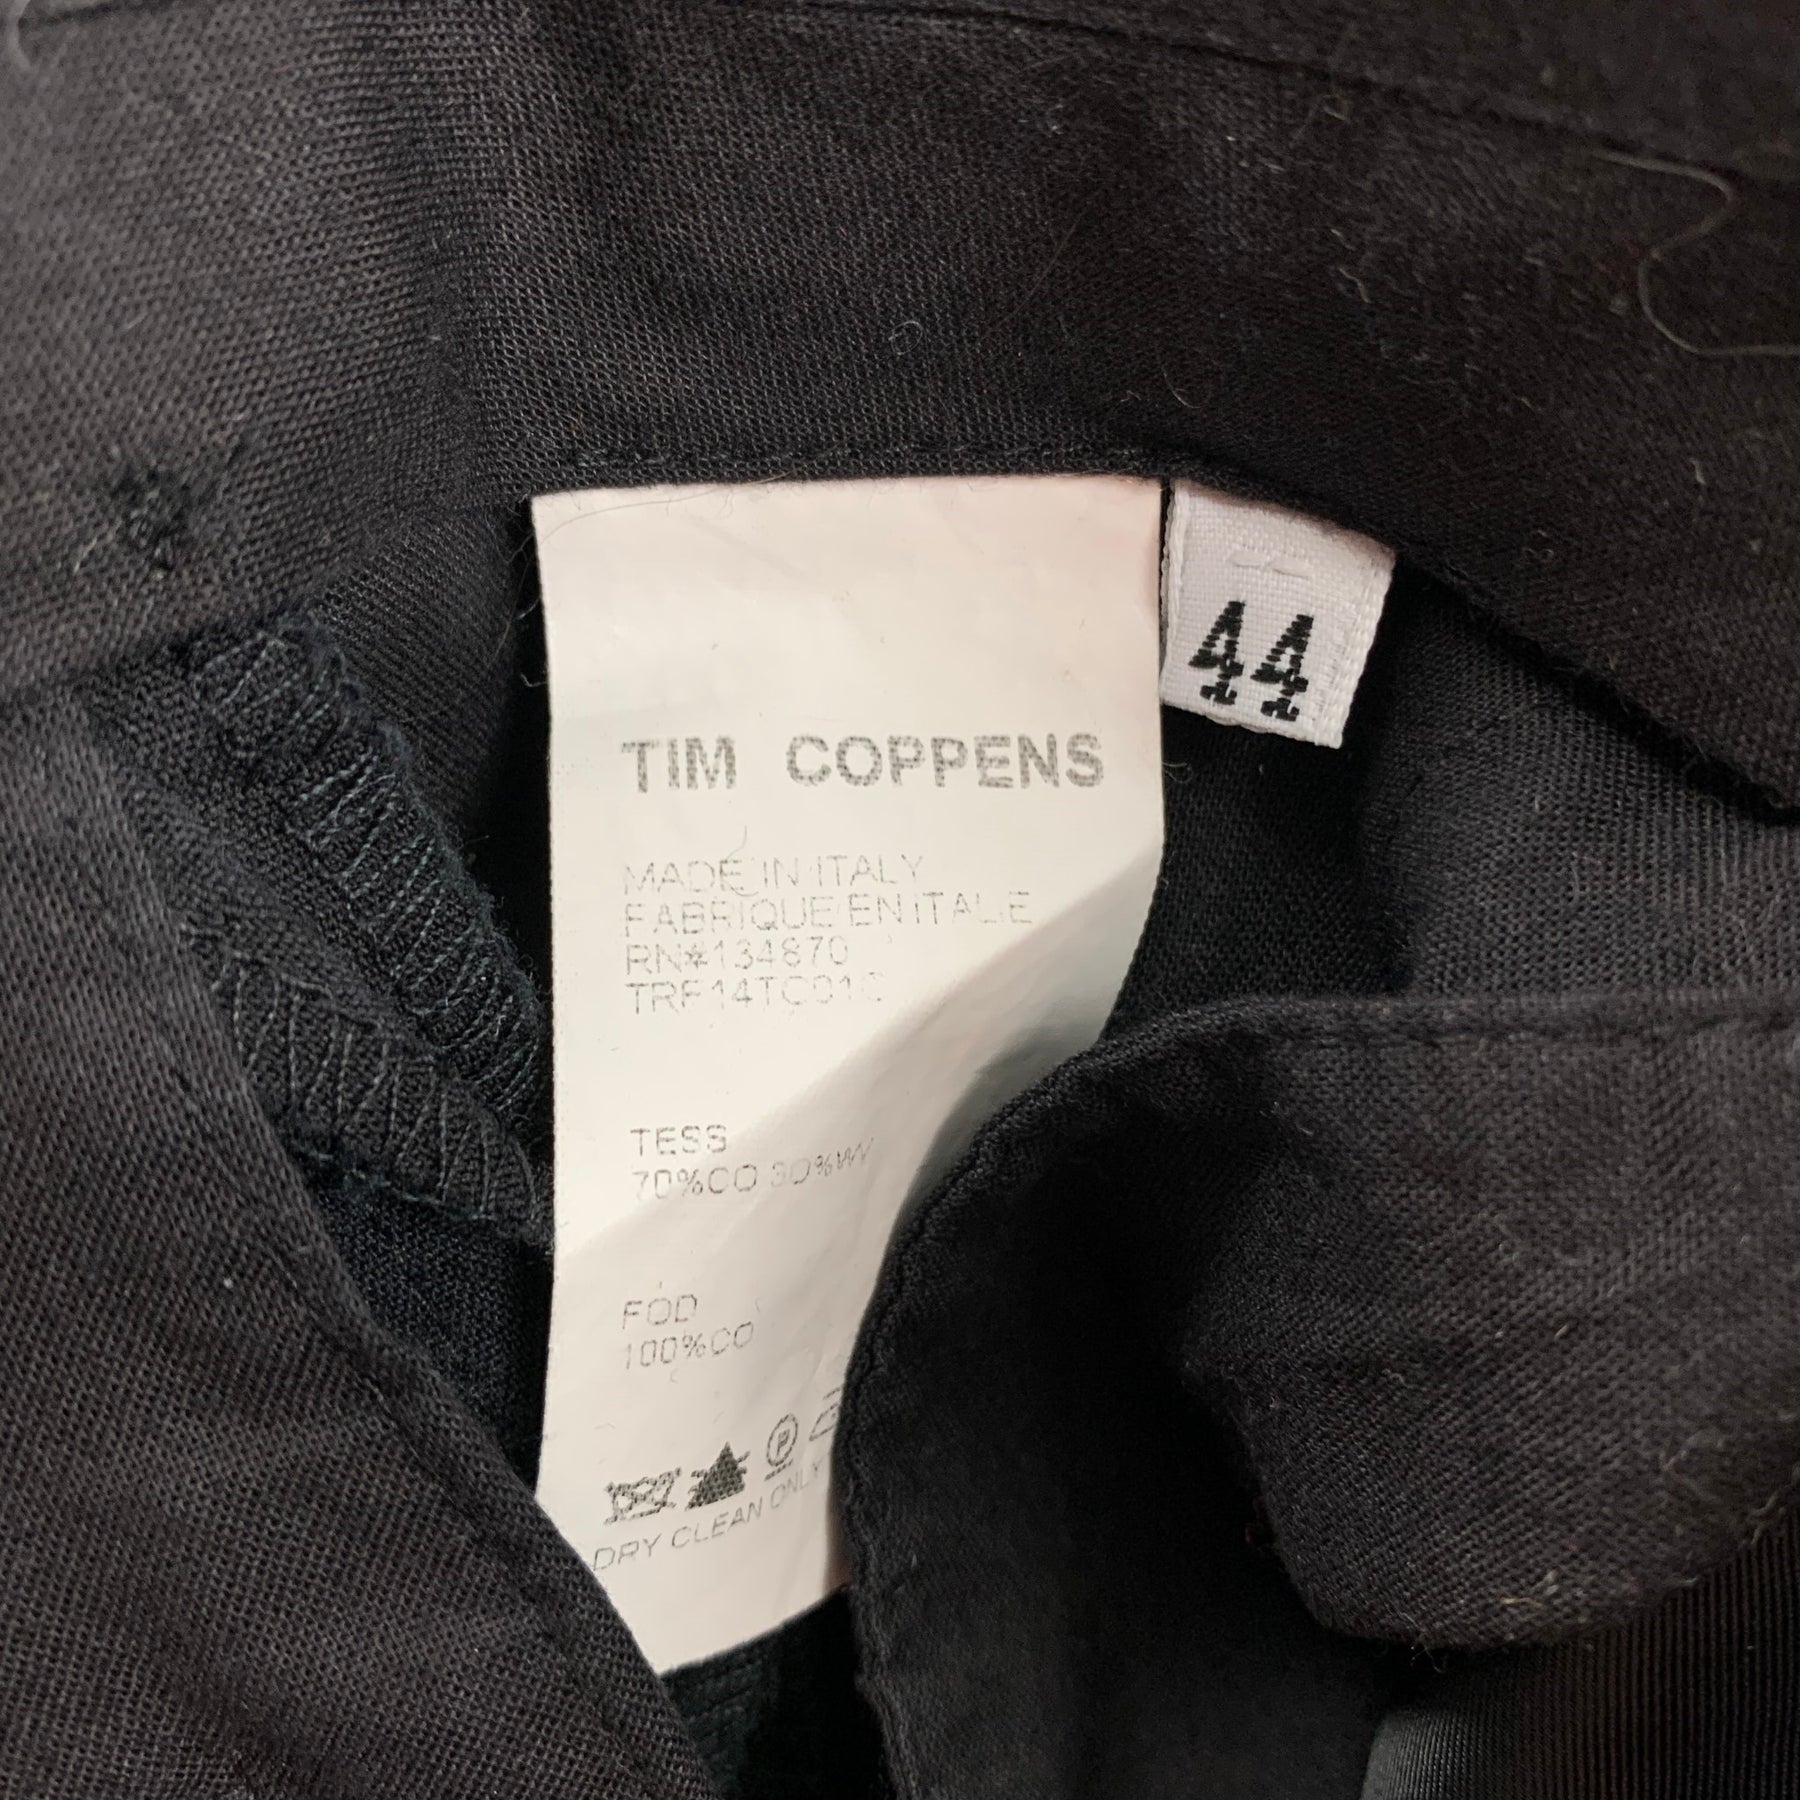 TIM COPPENS
44
MADE IN ITALY
FABRIQUE EN ITALIE
RN#134870
TESS
70%CO 30%W
FOD
100%CO
P
DRY CLEAN ONLY